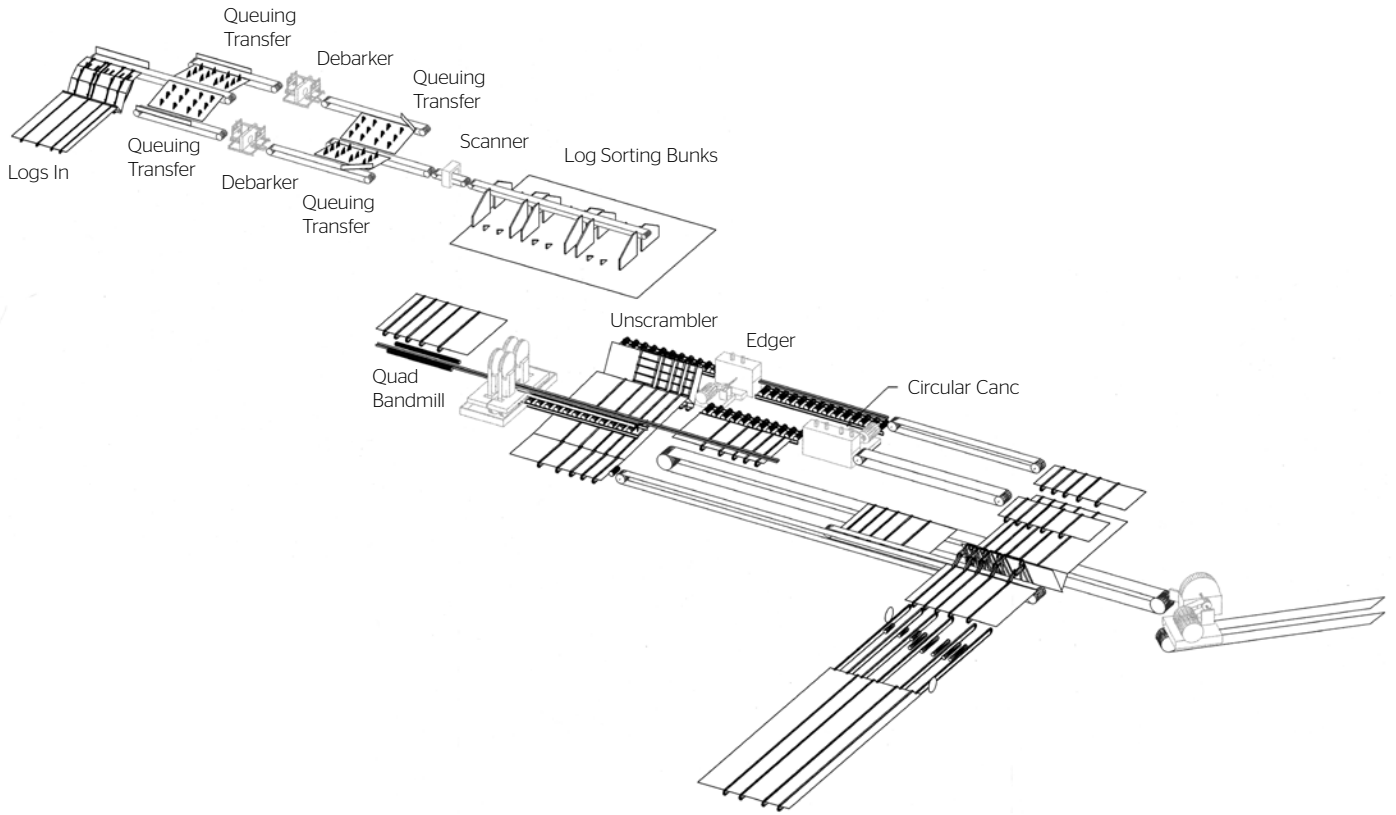 Queuing
Transfer
Debarker
Queuing
Transfer
Scanner
Log Sorting Bunks
Logs In
Queuing
Transfer
Debarker
Queuing
Transfer
Unscrambler
Edger
Quad
Bandmill
Circular Canc